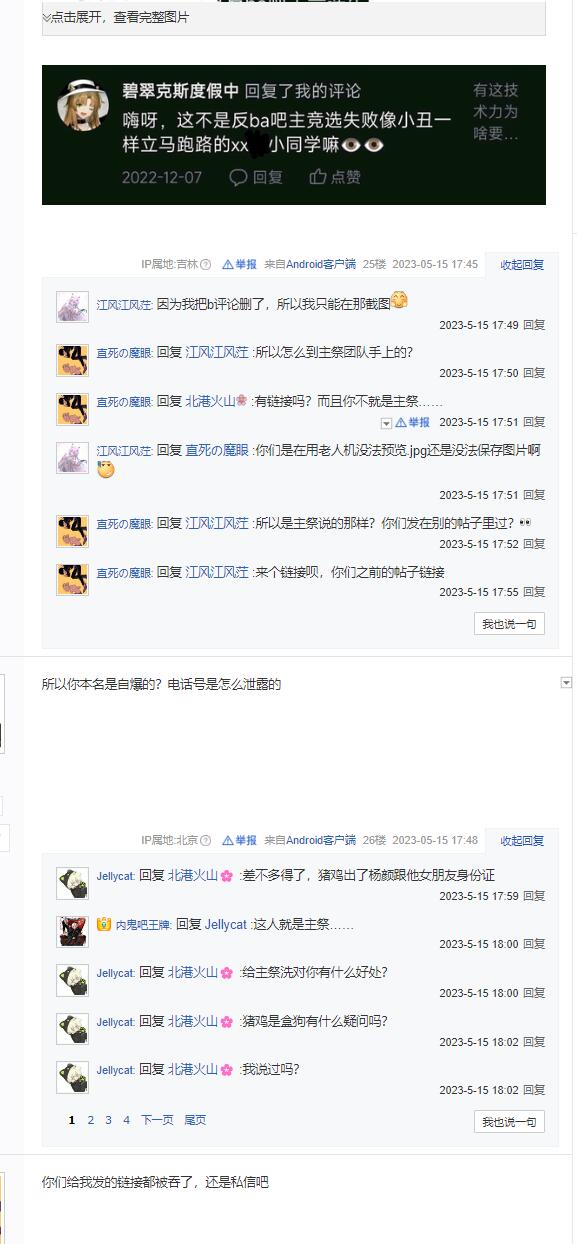 点击展开，查看完整图片
碧翠克斯度假中 回复了我的评论
嗨呀，这不是反ba吧主竞选失败像小丑一
样立马跑路的xx 小同学嘛👁️👁️
有这技
术力为
啥要...
2022-12-07 回复 点赞
IP属地:吉林 举报 来自Android客户端 25楼 2023-05-15 17:45 收起回复
江风江风茳: 因为我把b评论删了，所以我只能在那截图
2023-5-15 17:49 回复
直死の魔眼: 回复 江风江风茳 :所以怎么到主祭团队手上的?
2023-5-15 17:50 回复
直死の魔眼: 回复 北港火山🌸 :有链接吗？而且你不就是主祭……
举报 2023-5-15 17:51 回复
江风江风茳: 回复 直死の魔眼 :你们是在用老人机没法预览.jpg还是没法保存图片啊
2023-5-15 17:51 回复
直死の魔眼: 回复 江风江风茳 :所以是主祭说的那样？你们发在别的帖子里过？👀
2023-5-15 17:52 回复
直死の魔眼: 回复 江风江风茳 :来个链接呗，你们之前的帖子链接
2023-5-15 17:55 回复
我也说一句
所以你本名是自爆的？电话号是怎么泄露的
IP属地:北京 举报 来自Android客户端 26楼 2023-05-15 17:48 收起回复
Jellycat: 回复 北港火山🌸 :差不多得了，猪鸡出了杨颜跟他女朋友身份证
2023-5-15 17:59 回复
内鬼吧王牌: 回复 Jellycat :这人就是主祭……
2023-5-15 18:00 回复
Jellycat: 回复 北港火山🌸 :给主祭洗对你有什么好处?
2023-5-15 18:00 回复
Jellycat: 回复 北港火山🌸 :猪鸡是盒狗有什么疑问吗?
2023-5-15 18:02 回复
Jellycat: 回复 北港火山🌸 :我说过吗?
2023-5-15 18:02 回复
1 2 3 4 下一页 尾页 我也说一句
你们给我发的链接都被吞了，还是私信吧